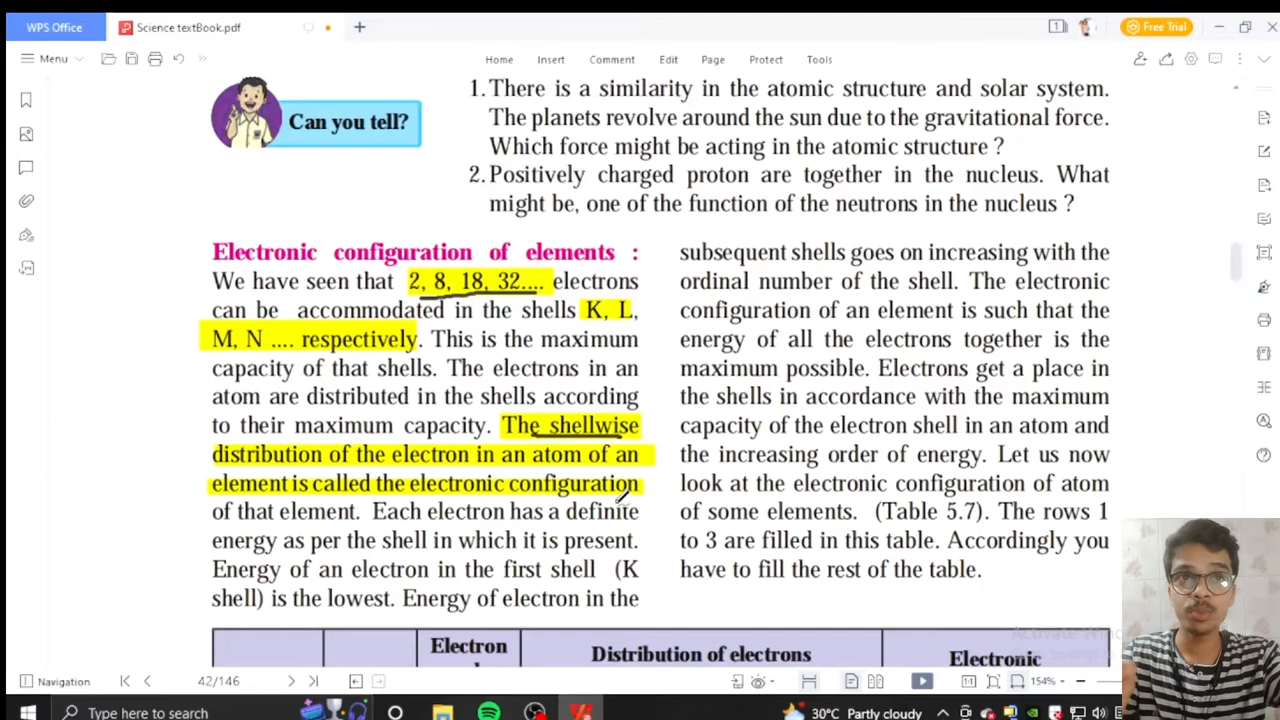 WPS Office
Science textBook.pdf
1
Free Trial
Menu
Home Insert Comment Edit Page Protect Tools
Can you tell?
1. There is a similarity in the atomic structure and solar system.
The planets revolve around the sun due to the gravitational force.
Which force might be acting in the atomic structure ?
2. Positively charged proton are together in the nucleus. What
might be, one of the function of the neutrons in the nucleus ?
Electronic configuration of elements :
We have seen that 2, 8, 18, 32.... electrons
can be accommodated in the shells K, L,
M, N .... respectively. This is the maximum
capacity of that shells. The electrons in an
atom are distributed in the shells according
to their maximum capacity. The shellwise
distribution of the electron in an atom of an
element is called the electronic configuration
of that element. Each electron has a definite
energy as per the shell in which it is present.
Energy of an electron in the first shell (K
shell) is the lowest. Energy of electron in the
subsequent shells goes on increasing with the
ordinal number of the shell. The electronic
configuration of an element is such that the
energy of all the electrons together is the
maximum possible. Electrons get a place in
the shells in accordance with the maximum
capacity of the electron shell in an atom and
the increasing order of energy. Let us now
look at the electronic configuration of atom
of some elements. (Table 5.7). The rows 1
to 3 are filled in this table. Accordingly you
have to fill the rest of the table.
Electron
Distribution of electrons
Electronic
Navigation
42/146
154%
Type here to search
30°C Partly cloudy